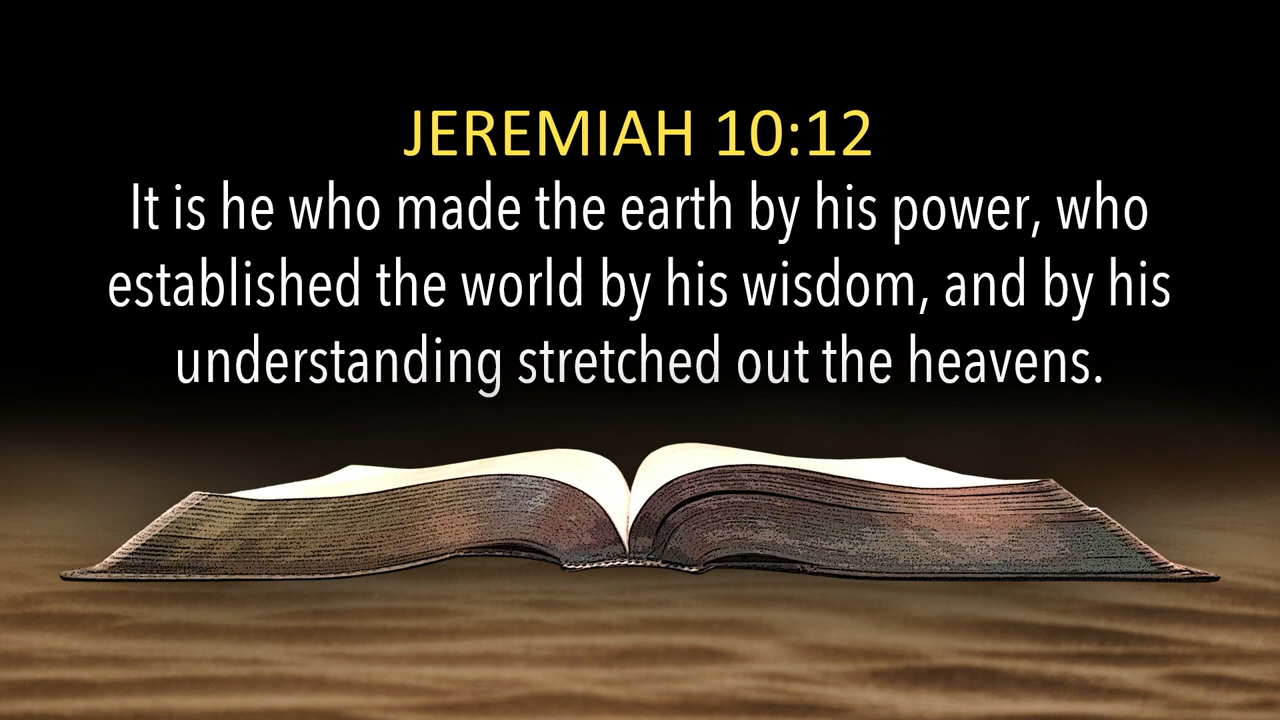 JEREMIAH 10:12
It is he who made the earth by his power, who
established the world by his wisdom, and by his
understanding stretched out the heavens.